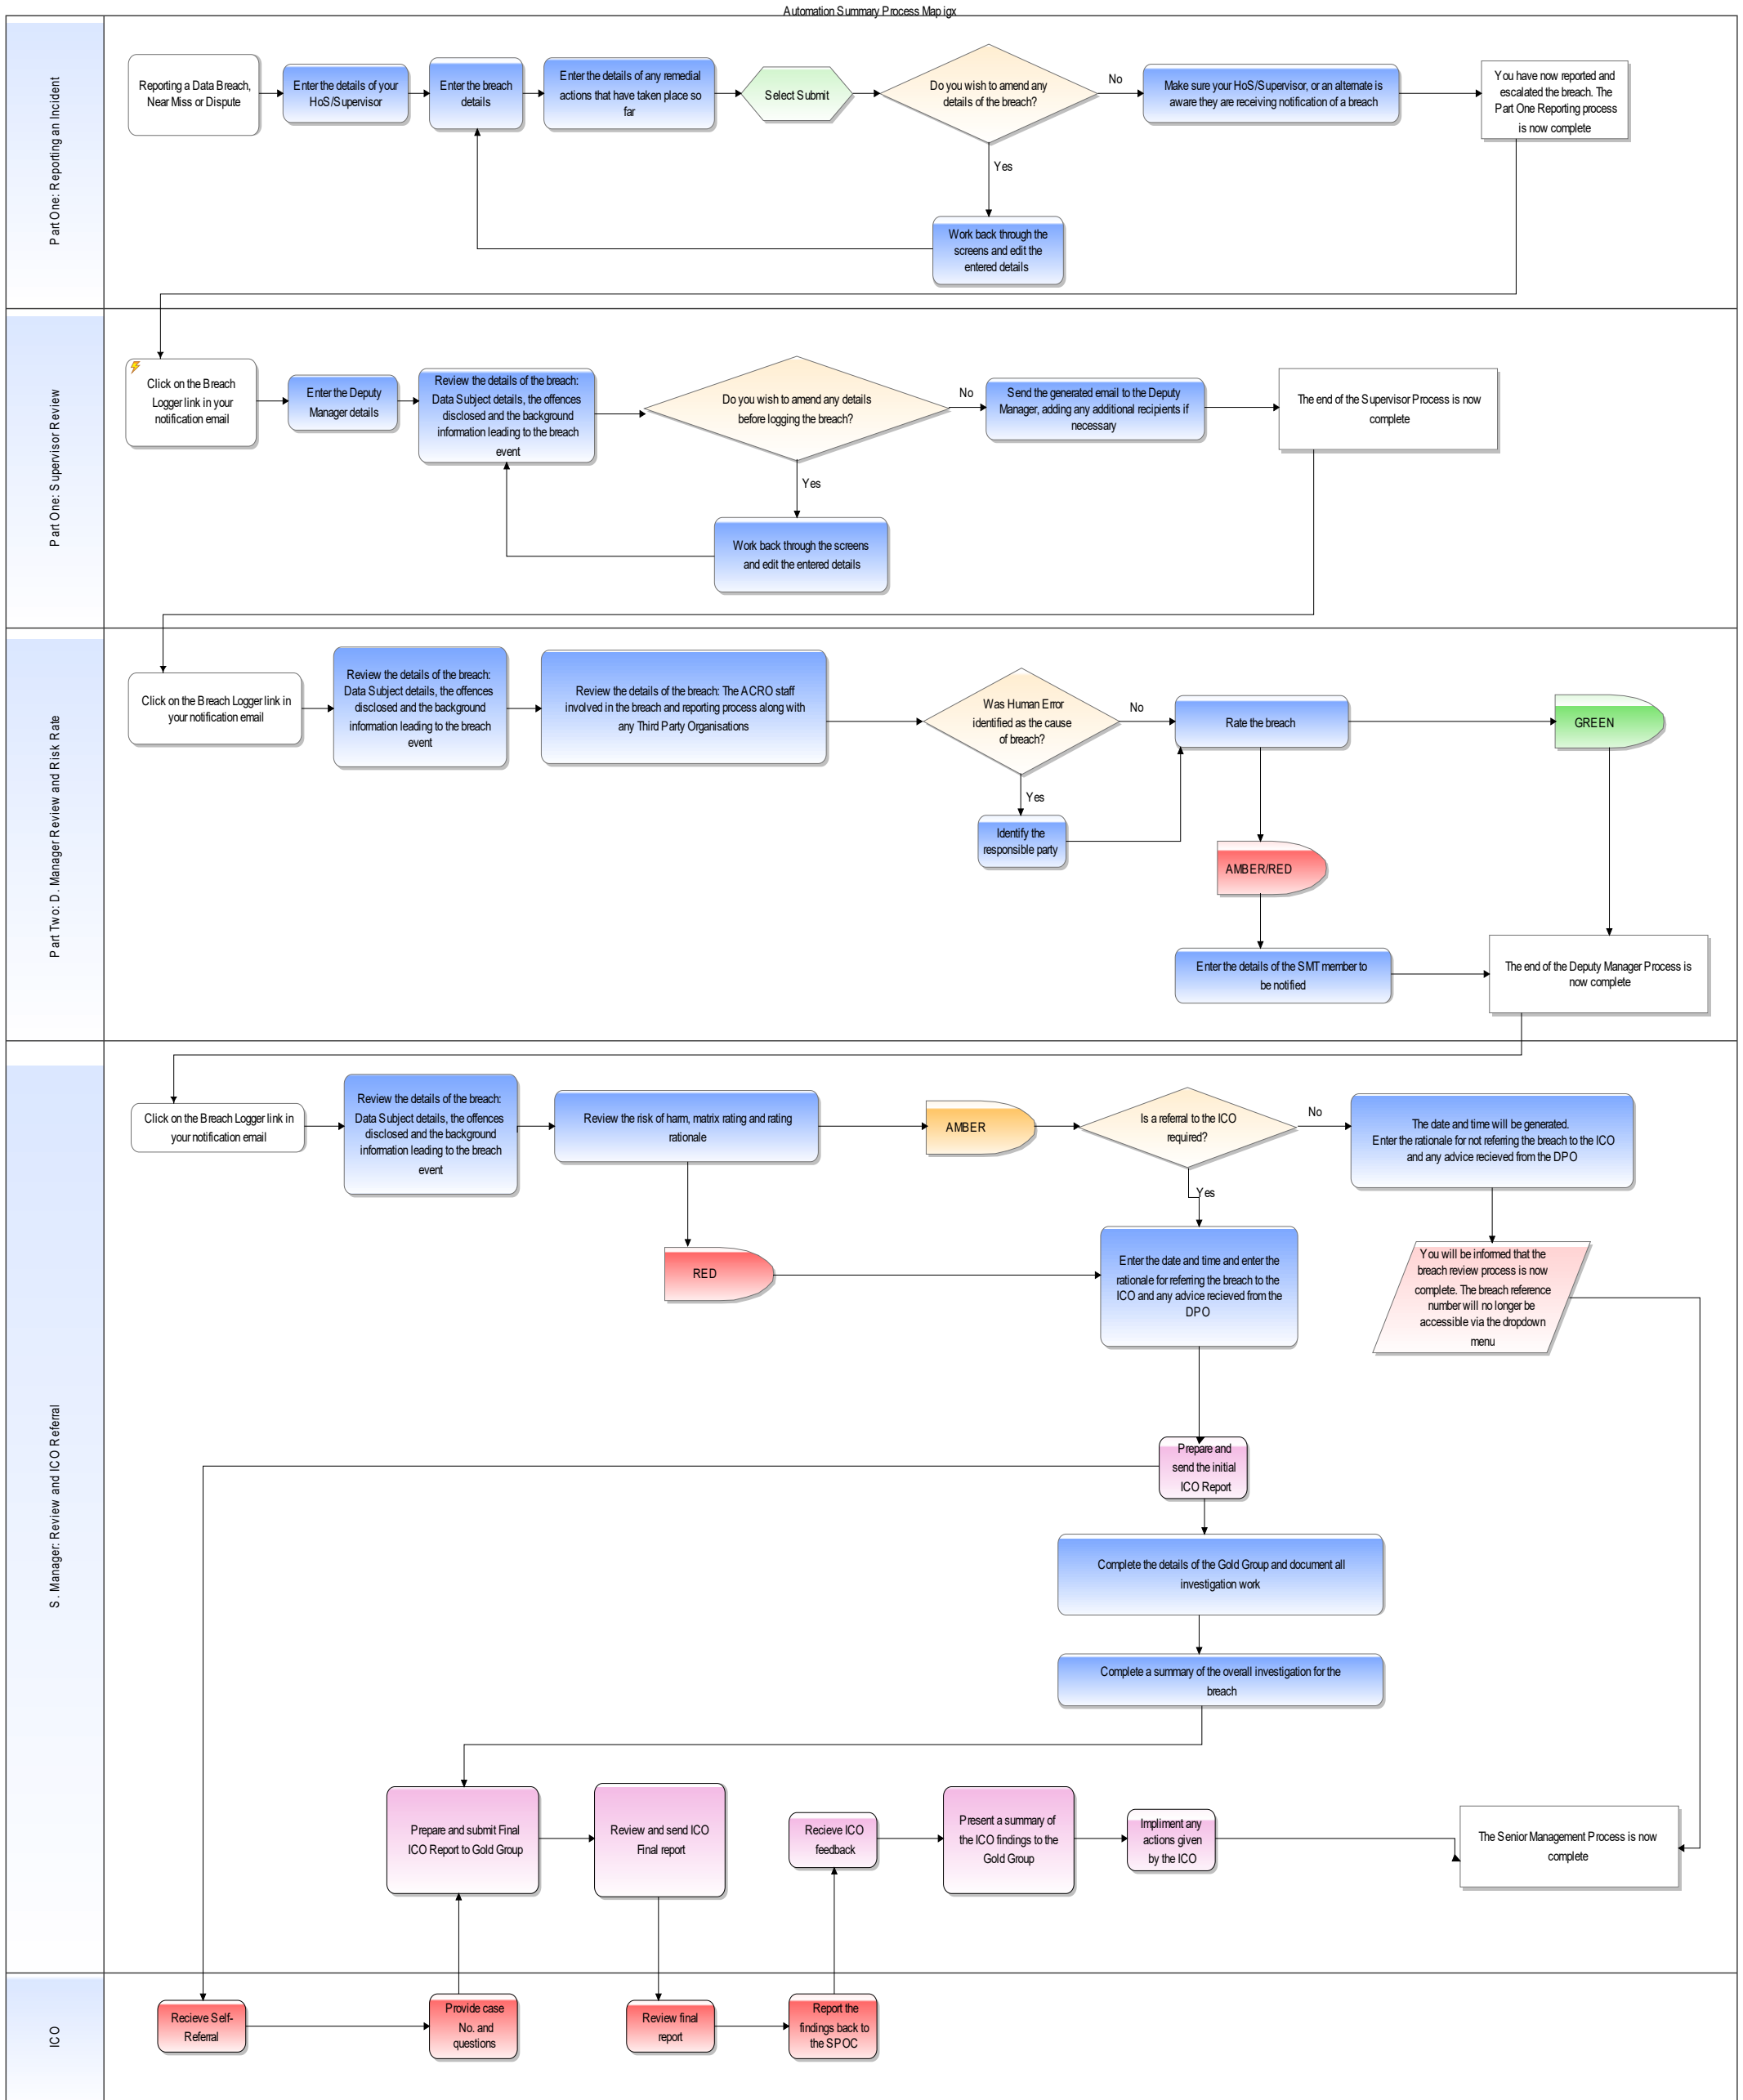 Automation Summary Process Map igx
Part One: Reporting an Incident
Reporting a Data Breach,
Near Miss or Dispute
Enter the details of your
HoS/Supervisor
Enter the breach
details
Enter the details of any remedial
actions that have taken place so
far
Select Submit
Do you wish to amend any
details of the breach?
No
Make sure your HoS/Supervisor, or an alternate is
aware they are receiving notification of a breach
You have now reported and
escalated the breach. The
Part One Reporting process
is now complete
Yes
Work back through the
screens and edit the
entered details
Part One: Supervisor Review
Click on the Breach
Logger link in your
notification email
Enter the Deputy
Manager details
Review the details of the breach:
Data Subject details, the offences
disclosed and the background
information leading to the breach
event
Do you wish to amend any details
before logging the breach?
No
Send the generated email to the Deputy
Manager, adding any additional recipients if
necessary
The end of the Supervisor Process is now
complete
Yes
Work back through the screens
and edit the entered details
Part Two: D. Manager Review and Risk Rate
Click on the Breach Logger link in
your notification email
Review the details of the breach:
Data Subject details, the offences
disclosed and the background
information leading to the breach
event
Review the details of the breach: The ACRO staff
involved in the breach and reporting process along with
any Third Party Organisations
Was Human Error
identified as the cause
of breach?
No
Rate the breach
GREEN
Yes
Identify the
responsible party
AMBER/RED
Enter the details of the SMT member to
be notified
The end of the Deputy Manager Process is
now complete
S. Manager: Review and ICO Referral
Click on the Breach Logger link in
your notification email
Review the details of the breach:
Data Subject details, the offences
disclosed and the background
information leading to the breach
event
Review the risk of harm, matrix rating and rating
rationale
AMBER
Is a referral to the ICO
required?
No
The date and time will be generated.
Enter the rationale for not referring the breach to the ICO
and any advice recieved from the DPO
Yes
RED
Enter the date and time and enter the
rationale for referring the breach to the
ICO and any advice recieved from the
DPO
You will be informed that the
breach review process is now
complete. The breach reference
number will no longer be
accessible via the dropdown
menu
Prepare and
send the initial
ICO Report
Complete the details of the Gold Group and document all
investigation work
Complete a summary of the overall investigation for the
breach
Prepare and submit Final
ICO Report to Gold Group
Review and send ICO
Final report
Recieve ICO
feedback
Present a summary of
the ICO findings to the
Gold Group
Impliment any
actions given
by the ICO
The Senior Management Process is now
complete
ICO
Recieve Self-
Referral
Provide case
No. and
questions
Review final
report
Report the
findings back to
the SPOC